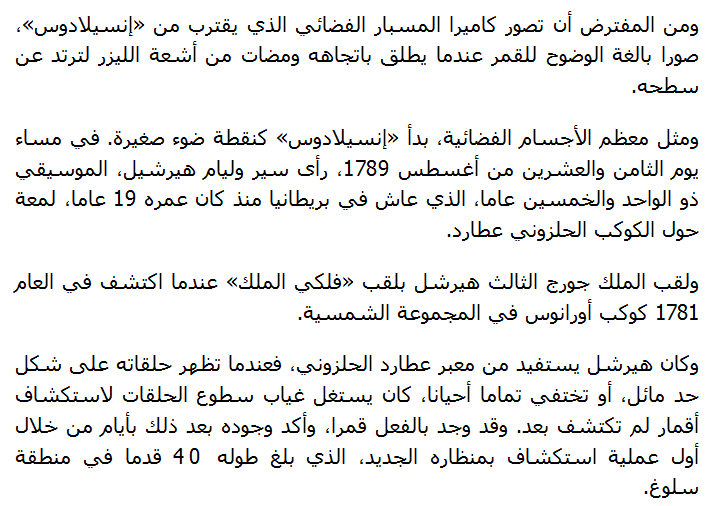 ومن المفترض أن تصور كاميرا المسبار الفضائي الذي يقترب من «إنسيلادوس»،
صورا بالغة الوضوح للقمر عندما يطلق باتجاهه ومضات من أشعة الليزر لترتد عن
سطحه.
ومثل معظم الأجسام الفضائية، بدأ «إنسيلادوس» كنقطة ضوء صغيرة. في مساء
يوم الثامن والعشرين من أغسطس 1789، رأى سير وليام هيرشيل، الموسيقي
ذو الواحد والخمسين عاما، الذي عاش في بريطانيا منذ كان عمره 19 عاما، لمعة
حول الكوكب الحلزوني عطارد.
ولقب الملك جورج الثالث هيرشل بلقب «فلكي الملك» عندما اكتشف في العام
1781 كوكب أورانوس في المجموعة الشمسية.
وكان هيرشل يستفيد من معبر عطارد الحلزوني، فعندما تظهر حلقاته على شكل
حد مائل، أو تختفي تماما أحيانا، كان يستغل غياب سطوع الحلقات لاستكشاف
أقمار لم تكتشف بعد. وقد وجد بالفعل قمرا، وأكد وجوده بعد ذلك بأيام من خلال
أول عملية استكشاف بمنظاره الجديد، الذي بلغ طوله 40 قدما في منطقة
سلوغ.